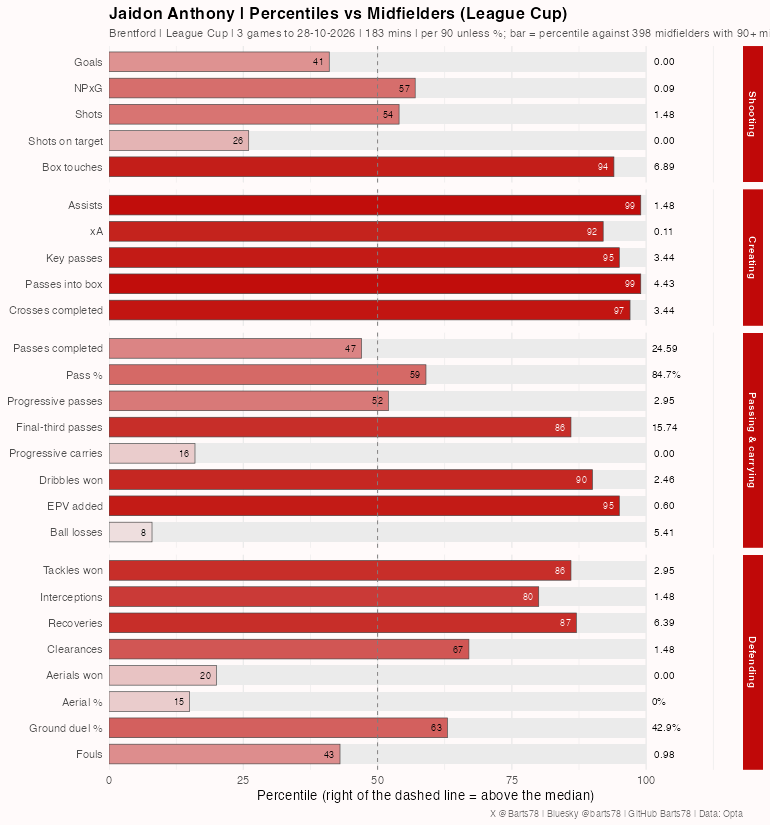 Jaidon Anthony | Percentiles vs Midfielders (League Cup)
Brentford | League Cup | 3 games to 28-10-2026 | 183 mins | per 90 unless %; bar = percentile against 398 midfielders with 90+ mi
Goals 41 0.00
NPxG 57 0.09
Shots 54 1.48
Shots on target 26 0.00
Box touches 94 6.89
Shooting
Assists 99 1.48
xA 92 0.11
Key passes 95 3.44
Passes into box 99 4.43
Crosses completed 97 3.44
Creating
Passes completed 47 24.59
Pass % 59 84.7%
Progressive passes 52 2.95
Final-third passes 86 15.74
Progressive carries 16 0.00
Dribbles won 90 2.46
EPV added 95 0.60
Ball losses 8 5.41
Passing & carrying
Tackles won 86 2.95
Interceptions 80 1.48
Recoveries 87 6.39
Clearances 67 1.48
Aerials won 20 0.00
Aerial % 15 0%
Ground duel % 63 42.9%
Fouls 43 0.98
Defending
0 25 50 75 100
Percentile (right of the dashed line = above the median)
X @Barts78 | Bluesky @barts78 | GitHub Barts78 | Data: Opta